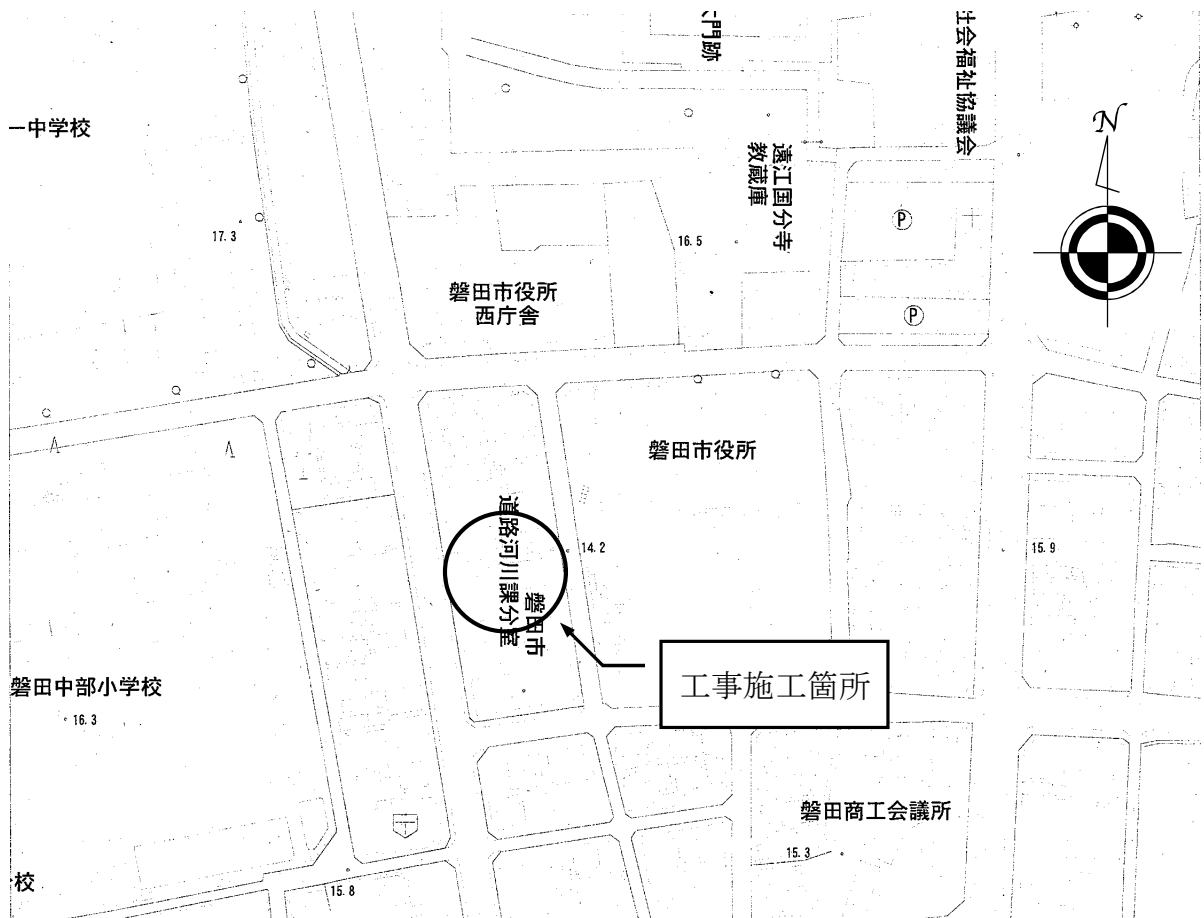 大門跡
社会福祉協議会
一中学校
N
遠江国分寺
教蔵庫
17.3
16.5
P
磐田市役所
西庁舎
P
磐田市役所
道路河川課分室
磐田市
14.2
15.9
工事施工箇所
磐田中部小学校
16.3
磐田商工会議所
15.3
校
15.8